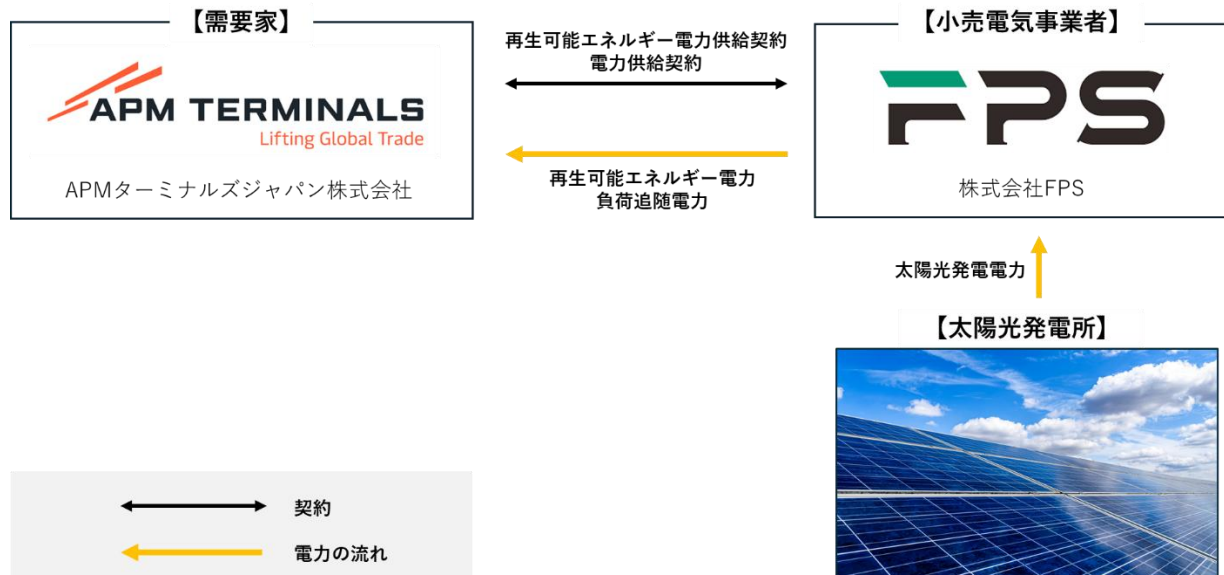 【需要家】
APM TERMINALS
Lifting Global Trade
APMターミナルズジャパン株式会社
再生可能エネルギー電力供給契約
電力供給契約
再生可能エネルギー電力
負荷追随電力
【小売電気事業者】
FPS
株式会社FPS
太陽光発電電力
【太陽光発電所】
契約
電力の流れ